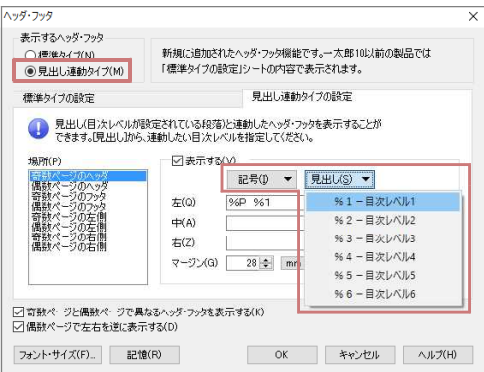 ヘッダ・フッタ
表示するヘッダ・フッタ
標準タイプ(N)
見出し連動タイプ(M)
新規に追加されたヘッダ・フッタ機能です。一太郎10以前の製品では
「標準タイプの設定」シートの内容で表示されます。
標準タイプの設定
見出し連動タイプの設定
見出し(目次レベルが設定されている段落)と連動したヘッダ・フッタを表示することが
できます。[見出し]から、連動したい目次レベルを指定してください。
場所(P)
奇数ページのヘッダ
偶数ページのヘッダ
奇数ページのフッタ
偶数ページのフッタ
奇数ページの左側
偶数ページの左側
奇数ページの右側
偶数ページの右側
表示する(V)
記号(I)
見出し(S)
左(Q) %P %1
中(A)
右(Z)
マージン(G) 28 mm
%1－目次レベル1
%2－目次レベル2
%3－目次レベル3
%4－目次レベル4
%5－目次レベル5
%6－目次レベル6
奇数ページと偶数ページで異なるヘッダ・フッタを表示する(K)
偶数ページで左右を逆に表示する(D)
フォント・サイズ(F)... 記憶(R) OK キャンセル ヘルプ(H)